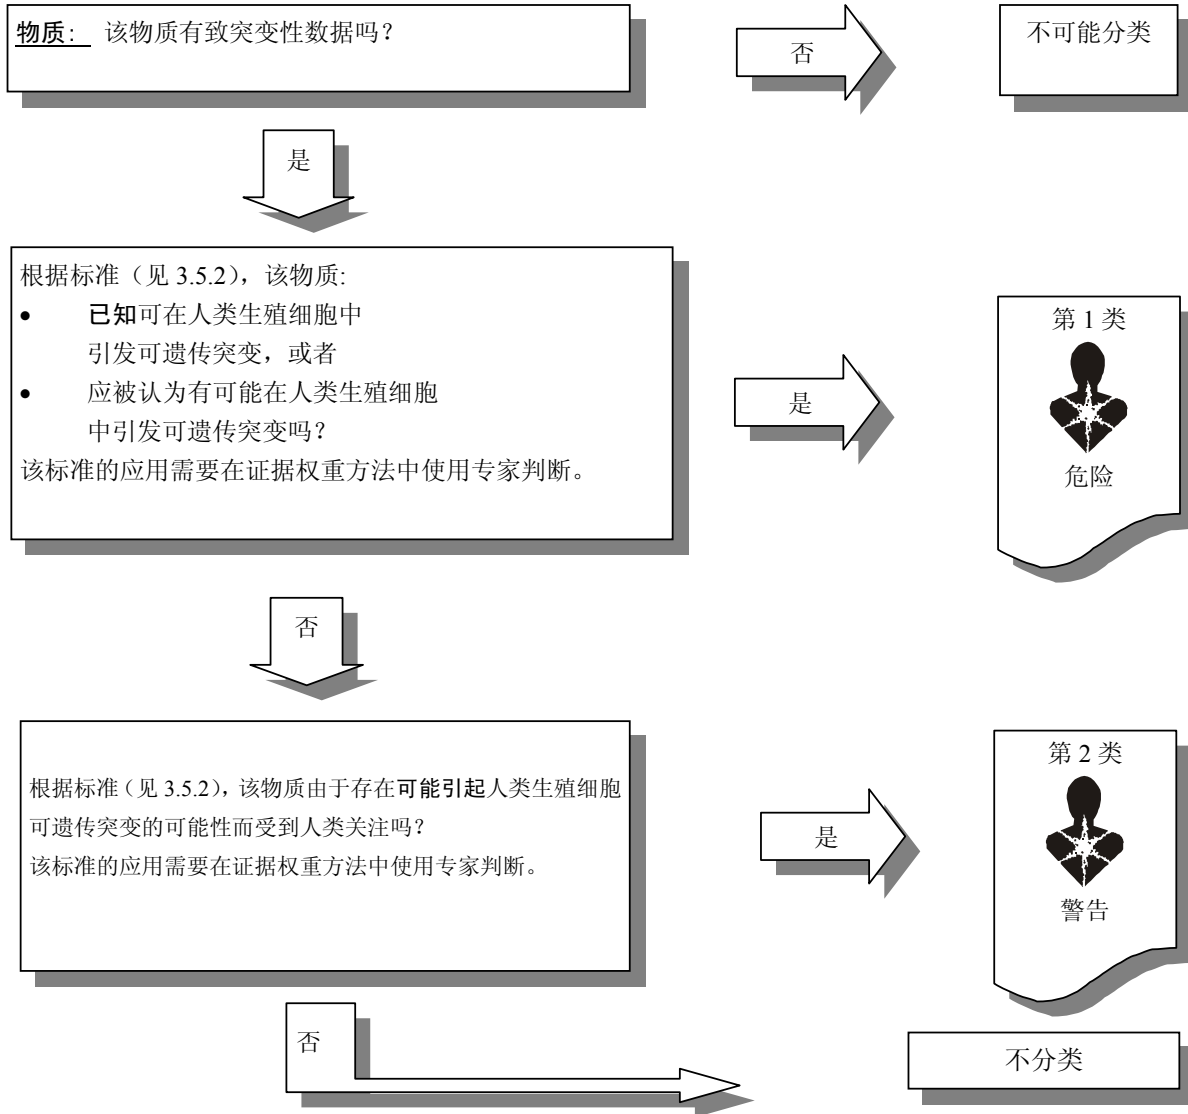 物质： 该物质有致突变性数据吗？
否
不可能分类
是
根据标准（见 3.5.2），该物质:
• 已知可在人类生殖细胞中
引发可遗传突变，或者
• 应被认为有可能在人类生殖细胞
中引发可遗传突变吗？
该标准的应用需要在证据权重方法中使用专家判断。
是
第 1 类
危险
否
根据标准（见 3.5.2），该物质由于存在可能引起人类生殖细胞
可遗传突变的可能性而受到人类关注吗？
该标准的应用需要在证据权重方法中使用专家判断。
是
第 2 类
警告
否
不分类